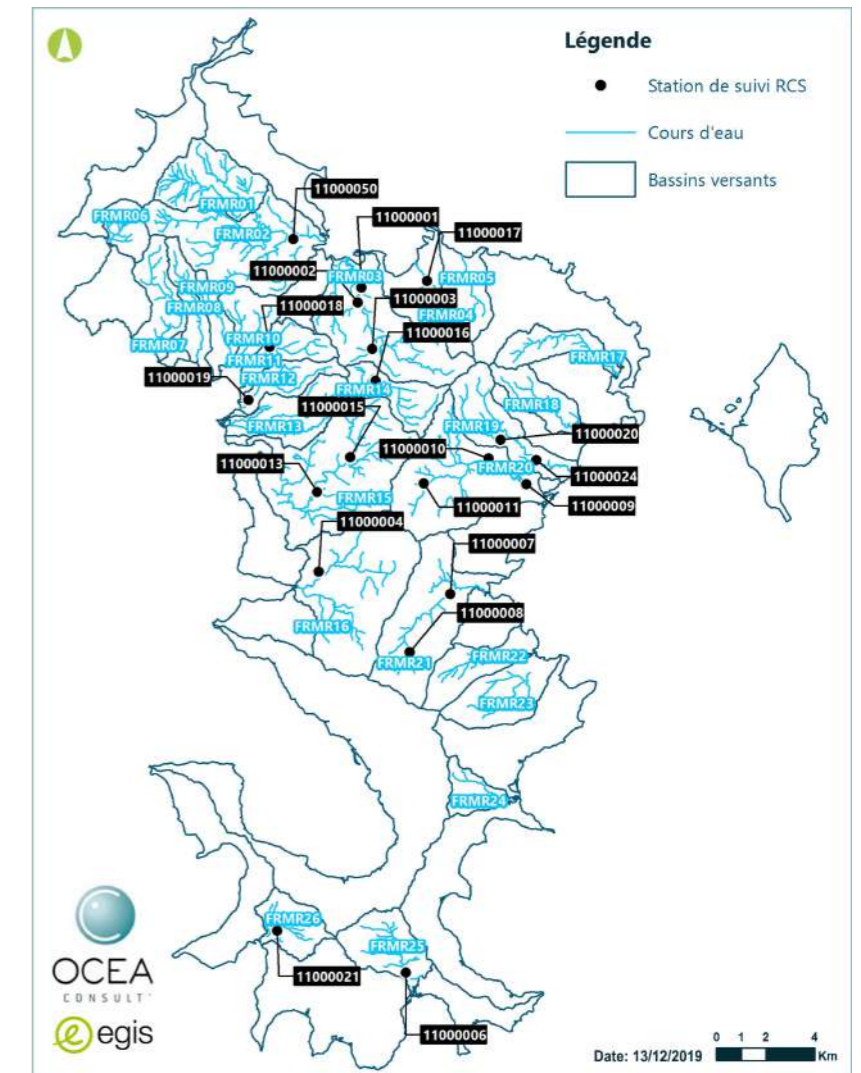 Légende
Station de suivi RCS
Cours d'eau
Bassins versants
11000050
FRMR01
11000001
FRMR06
11000017
FRMR02
11000002
FRMR03
FRMR05
FRMR09
11000003
FRMR08
11000018
FRMR04
11000016
FRMR07
FRMR10
FRMR11
FRMR17
11000019
FRMR12
FRMR14
11000015
FRMR18
FRMR13
FRMR19
11000020
11000010
11000013
FRMR20
11000024
FRMR15
11000011
11000009
11000004
11000007
11000008
FRMR16
FRMR21
FRMR22
FRMR23
FRMR24
FRMR26
FRMR25
11000021
11000006
OCEA
CONSULT'
egis
Date: 13/12/2019
0 1 2 4
Km